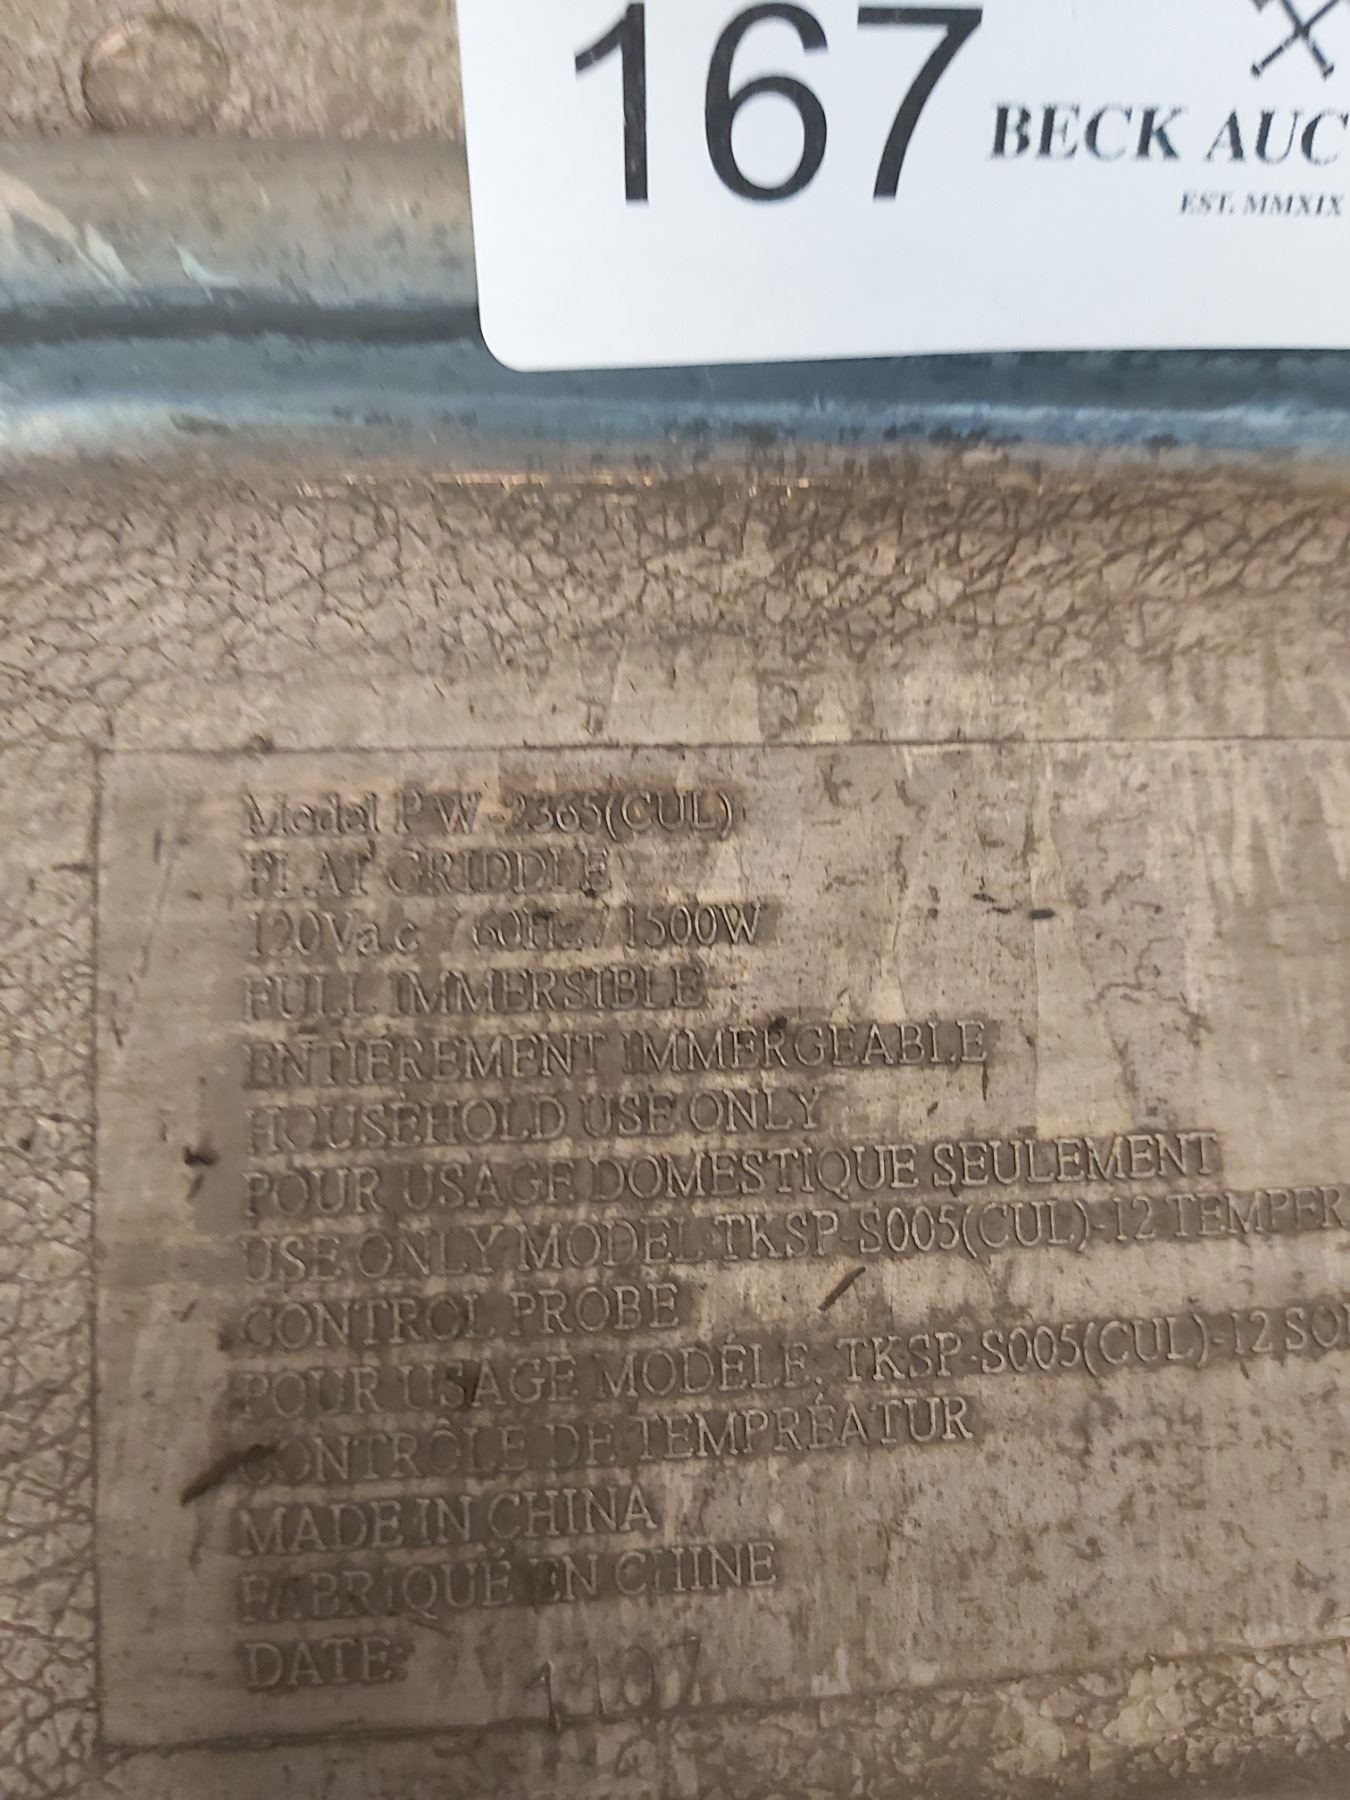 167
BECK AUC
EST. MMXIX
Model PW-2365(CUL)
FLAT GRIDDLE
120Va.c / 60Hz / 1500W
FULL IMMERSIBLE
ENTIÉREMENT IMMERGEABLE
HOUSEHOLD USE ONLY
POUR USAGE DOMESTIQUE SEULEMENT
USE ONLY MODEL TKSP-S005(CUL)-12 TEMPER
CONTROL PROBE
POUR USAGE MODÉLE: TKSP-S005(CUL)-12 SO
CONTRÔLE DE TEMPRÉATUR
MADE IN CHINA
FABRIQUÉ EN CHINE
DATE: